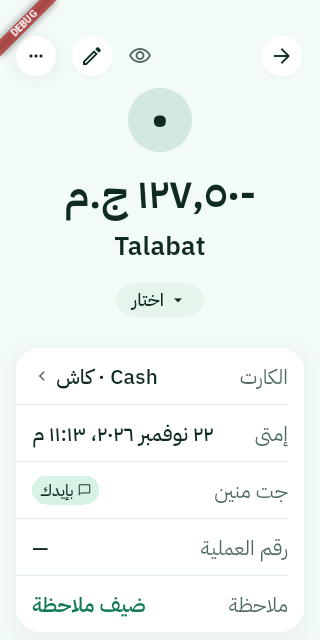 DEBUG
-١٢٧,٥٠ ج.م
Talabat
اختار
الكارت
كاش · Cash
إمتى
٢٢ نوفمبر ٢٠٢٦، ١١:١٣ م
جت منين
بإيدك
رقم العملية
—
ملاحظة
ضيف ملاحظة